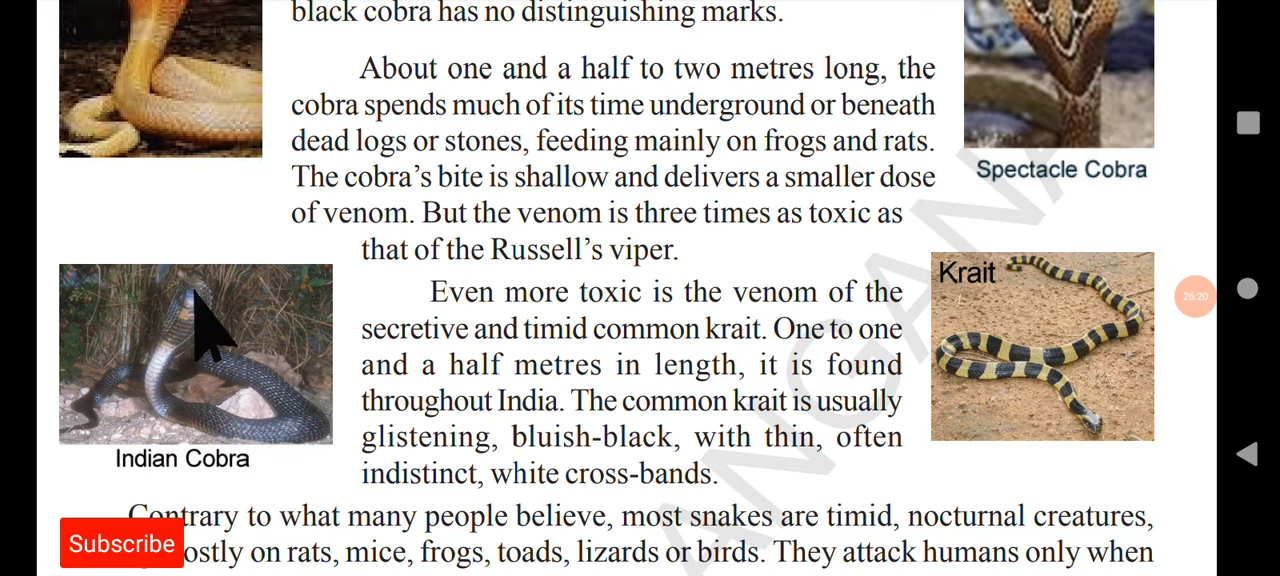 black cobra has no distinguishing marks.
About one and a half to two metres long, the
cobra spends much of its time underground or beneath
dead logs or stones, feeding mainly on frogs and rats.
The cobra's bite is shallow and delivers a smaller dose
of venom. But the venom is three times as toxic as
that of the Russell's viper.
Spectacle Cobra
Even more toxic is the venom of the
secretive and timid common krait. One to one
and a half metres in length, it is found
throughout India. The common krait is usually
glistening, bluish-black, with thin, often
indistinct, white cross-bands.
Indian Cobra
Krait
26:20
Contrary to what many people believe, most snakes are timid, nocturnal creatures,
on rats, mice, frogs, toads, lizards or birds. They attack humans only when
Subscribe